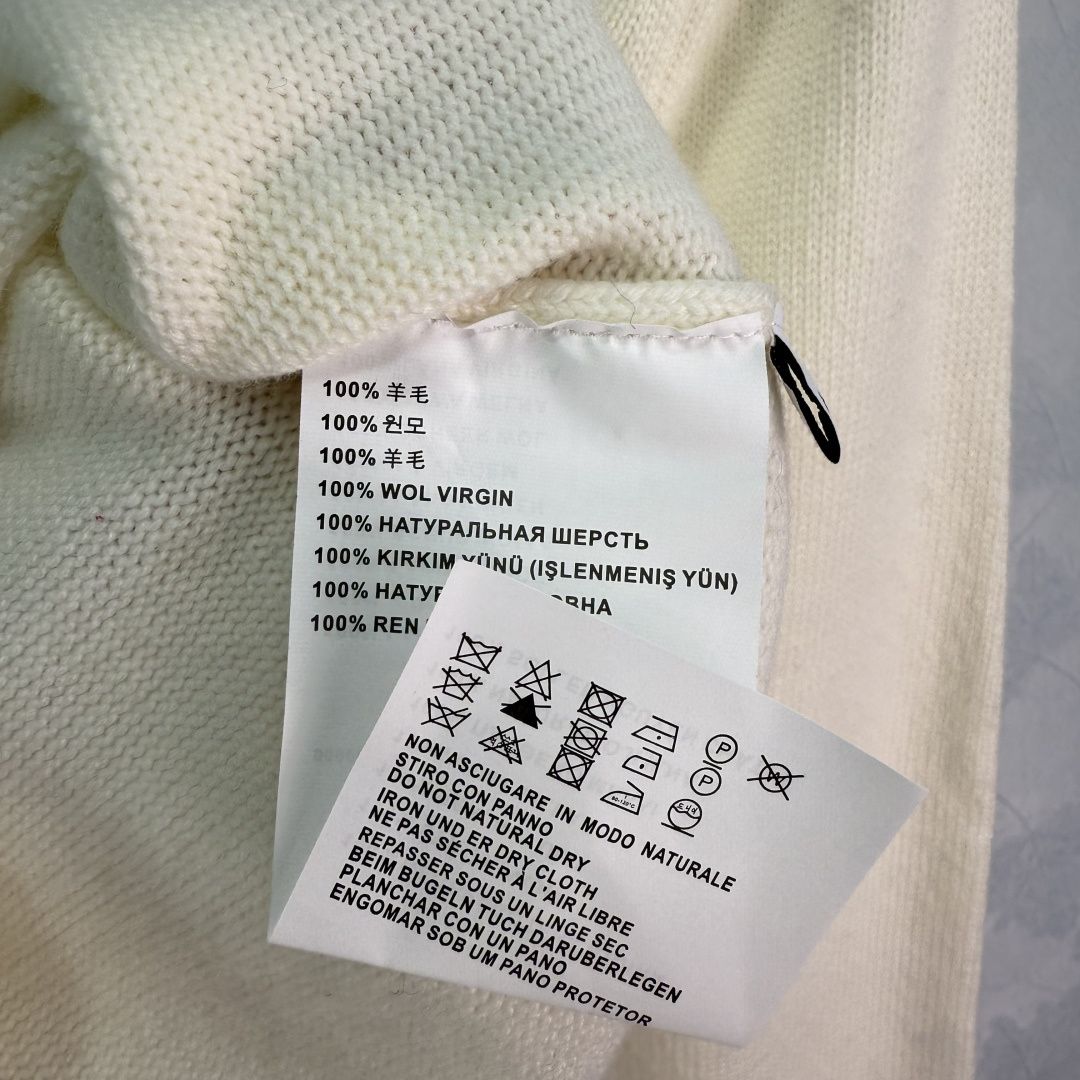 100% 羊毛
100% 원모
100% 羊毛
100% WOL VIRGIN
100% НАТУРАЛЬНАЯ ШЕРСТЬ
100% KIRKIM YÜNÜ (IŞLENMENIŞ YÜN)
100% НАТУР ОВНА
100% REN
P
W
P
NON ASCIUGARE IN MODO NATURALE
STIRO CON PANNO
DO NOT NATURAL DRY
IRON UND ER DRY CLOTH
NE PAS SÉCHER À L'AIR LIBRE
REPASSER SOUS UN LINGE SEC
BEIM BUGELN TUCH DARUBERLEGEN
PLANCHAR CON UN PANO
ENGOMAR SOB UM PANO PROTETOR